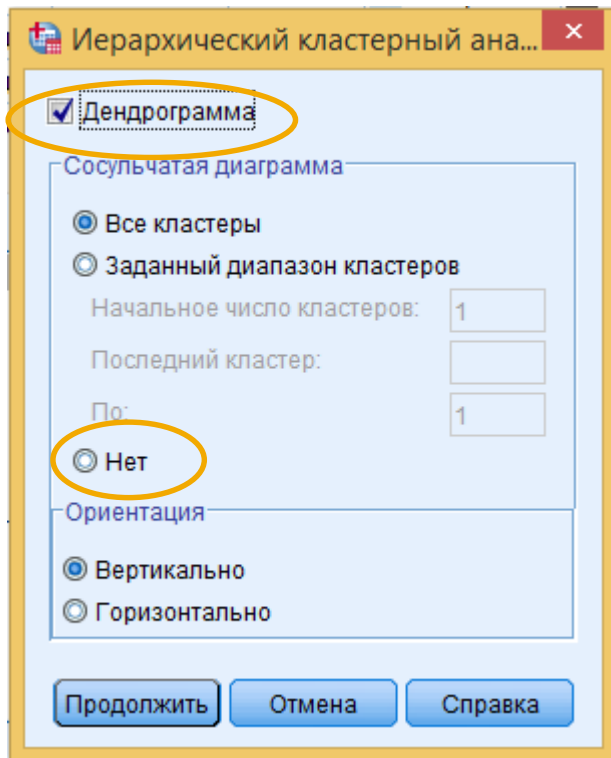 Иерархический кластерный ана...
Дендрограмма
Сосульчатая диаграмма
Все кластеры
Заданный диапазон кластеров
Начальное число кластеров: 1
Последний кластер:
По: 1
Нет
Ориентация
Вертикально
Горизонтально
Продолжить Отмена Справка